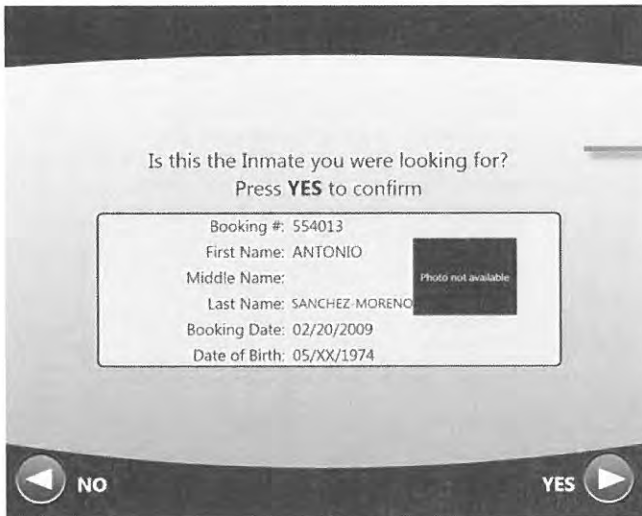 Is this the Inmate you were looking for?
Press YES to confirm
Booking #: 554013
First Name: ANTONIO
Middle Name:
Last Name: SANCHEZ-MORENO
Booking Date: 02/20/2009
Date of Birth: 05/XX/1974
Photo not available
NO
YES